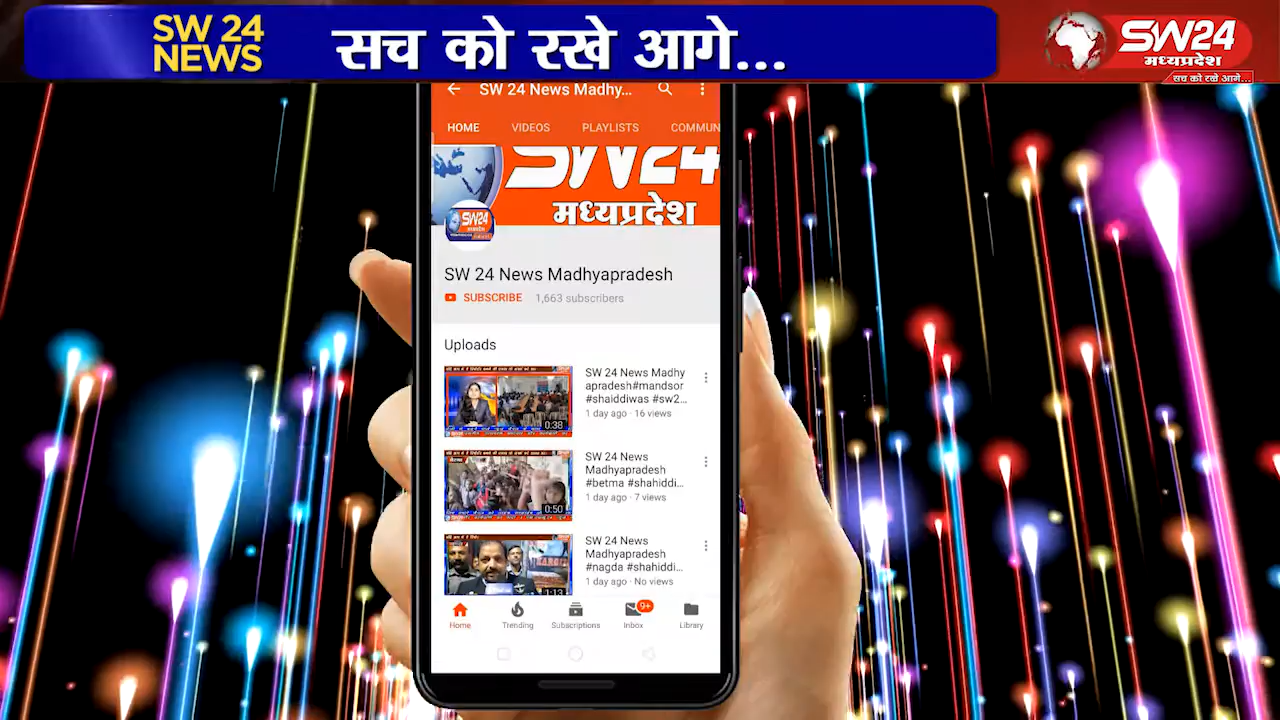 SW 24
NEWS
सच को रखे आगे...
SW24
मध्यप्रदेश
सच को रखे आगे...
SW 24 News Madhy...
HOME VIDEOS PLAYLISTS COMMUN
SW24
मध्यप्रदेश
SW24
SW 24 News Madhyapradesh
SUBSCRIBE 1,663 subscribers
Uploads
SW 24 News Madhy
apradesh#mandsor
#shaiddiwas #sw2...
1 day ago · 16 views
0:38
SW 24 News
Madhyapradesh
#betma #shahiddi...
1 day ago · 7 views
0:50
SW 24 News
Madhyapradesh
#nagda #shahiddi...
1 day ago · No views
1:13
9+
Home Trending Subscriptions Inbox Library